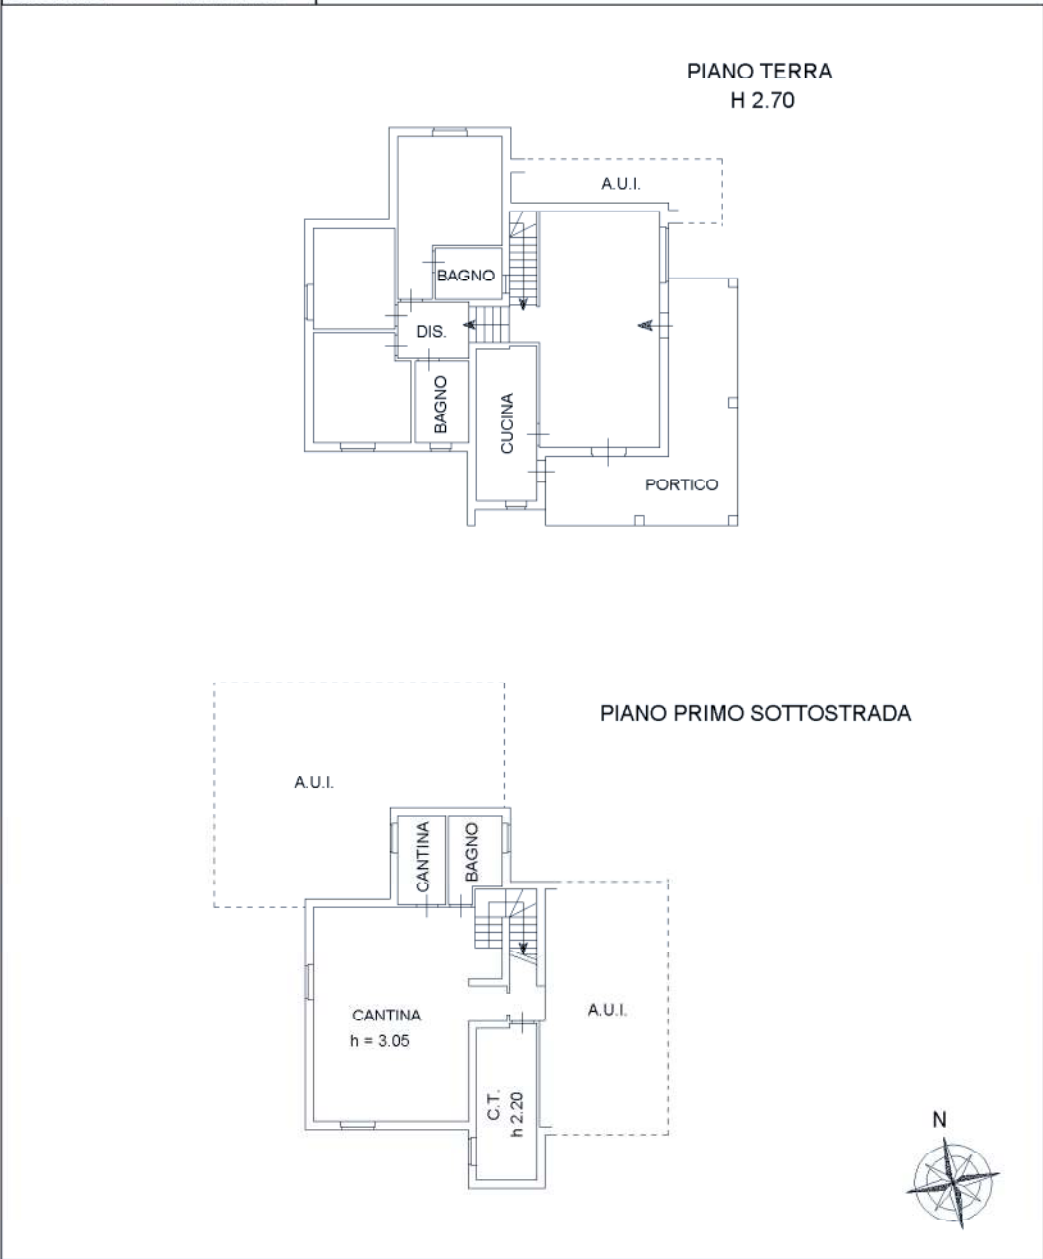 PIANO TERRA
H 2.70
A.U.I.
BAGNO
DIS.
BAGNO
CUCINA
PORTICO
PIANO PRIMO SOTTOSTRADA
A.U.I.
CANTINA
BAGNO
CANTINA
h = 3.05
A.U.I.
C.T.
h 2.20
N